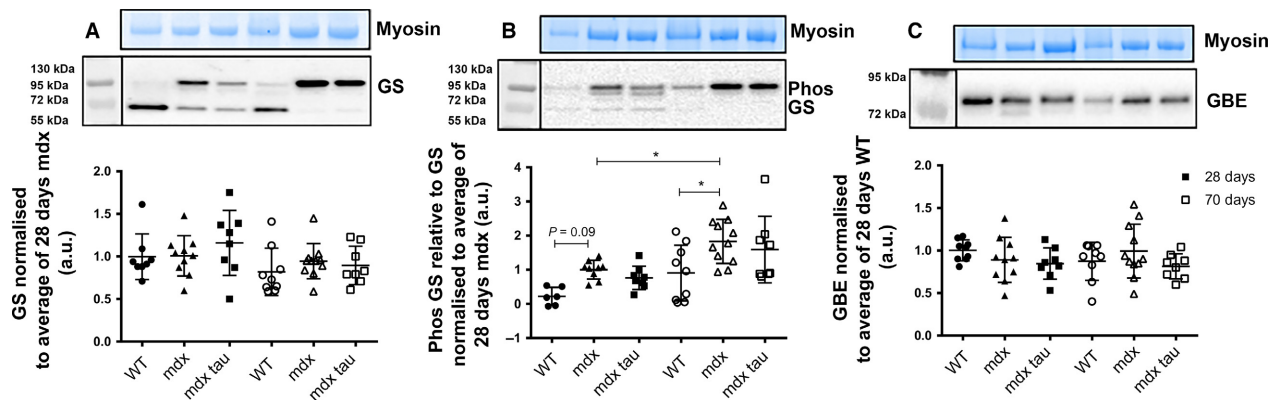 A
Myosin
130 kDa
95 kDa
72 kDa
55 kDa
GS
GS normalised
to average of 28 days mdx
(a.u.)
2.0
1.5
1.0
0.5
0.0
WT
mdx
mdx tau
WT
mdx
mdx tau
B
Myosin
130 kDa
95 kDa
72 kDa
55 kDa
Phos
GS
Phos GS relative to GS
normalised to average of
28 days mdx (a.u.)
4
3
2
1
0
–1
*
*
P = 0.09
WT
mdx
mdx tau
WT
mdx
mdx tau
C
Myosin
95 kDa
72 kDa
GBE
GBE normalised
to average of 28 days WT
(a.u.)
2.0
1.5
1.0
0.5
0.0
28 days
70 days
WT
mdx
mdx tau
WT
mdx
mdx tau